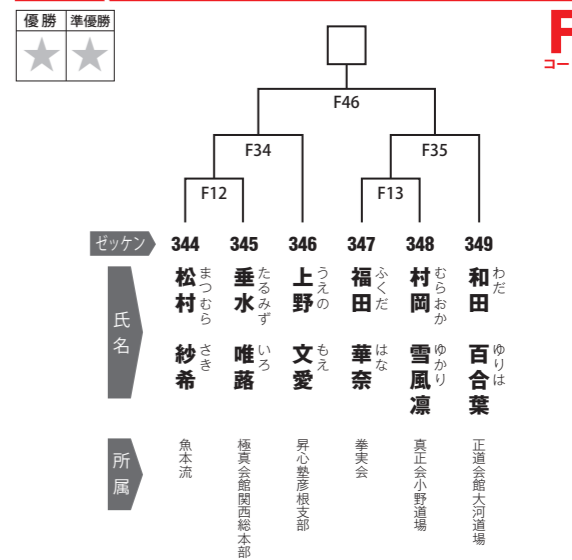 優勝 準優勝
F
コー
F46
F34 F35
F12 F13
ゼッケン 344 345 346 347 348 349
氏名
松村 紗希 まつむら さき
垂水 唯蕗 たるみず いろ
上野 文愛 うえの もえ
福田 華奈 ふくだ はな
村岡 雪風凛 むらおか ゆかり
和田 百合葉 わだ ゆりは
所属
魚本流
極真会館関西総本部
昇心塾彦根支部
拳実会
真正会小野道場
正道会館大河道場